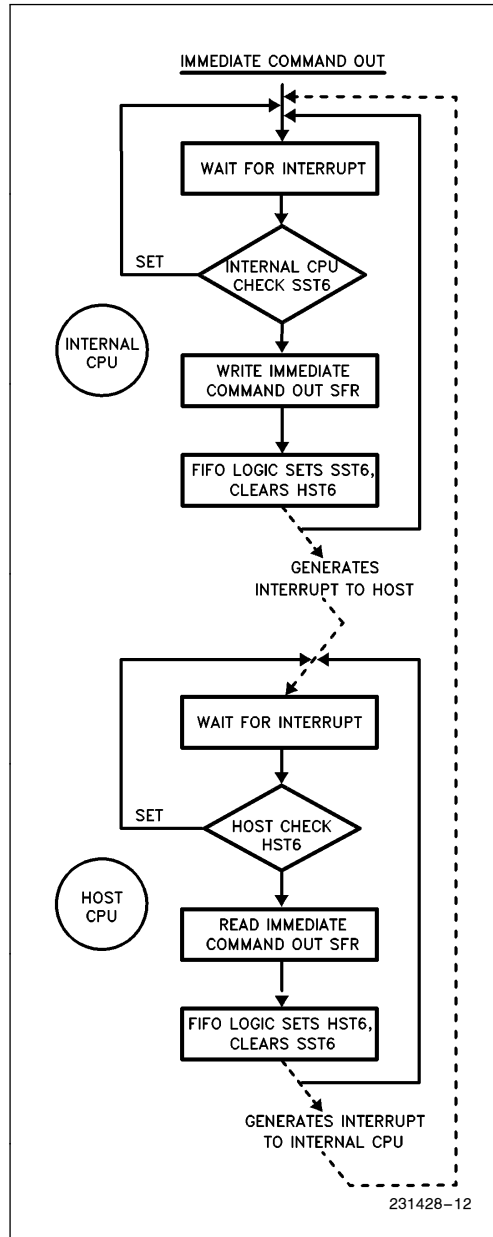 IMMEDIATE COMMAND OUT
WAIT FOR INTERRUPT
SET
INTERNAL CPU
CHECK SST6
INTERNAL
CPU
WRITE IMMEDIATE
COMMAND OUT SFR
FIFO LOGIC SETS SST6,
CLEARS HST6
GENERATES
INTERRUPT TO HOST
WAIT FOR INTERRUPT
SET
HOST CHECK
HST6
HOST
CPU
READ IMMEDIATE
COMMAND OUT SFR
FIFO LOGIC SETS HST6,
CLEARS SST6
GENERATES INTERRUPT
TO INTERNAL CPU
231428–12